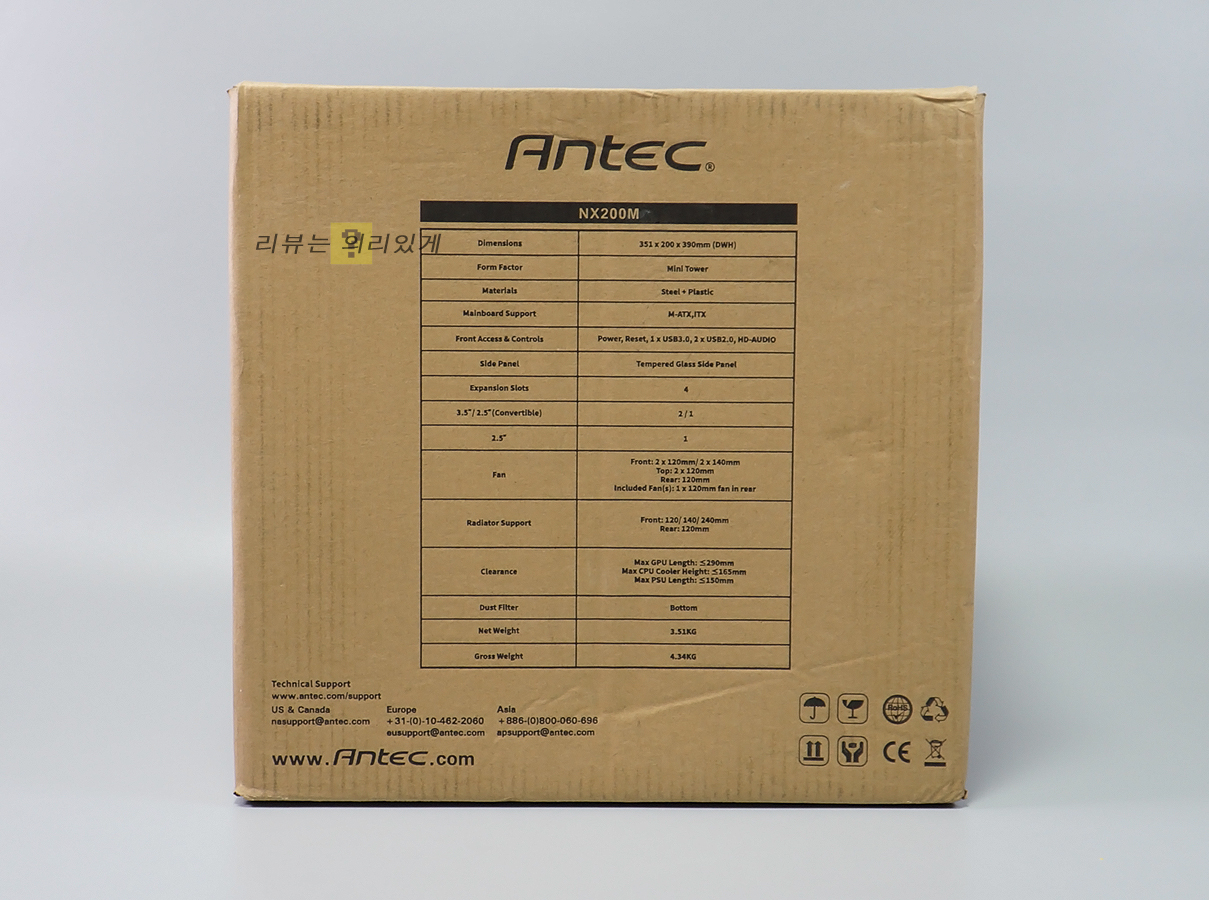 Antec®
NX200M
리뷰는 의리있게
Dimensions 351 x 200 x 390mm (DWH)
Form Factor Mini Tower
Materials Steel + Plastic
Mainboard Support M-ATX,ITX
Front Access & Controls Power, Reset, 1 x USB3.0, 2 x USB2.0, HD-AUDIO
Side Panel Tempered Glass Side Panel
Expansion Slots 4
3.5"/ 2.5"(Convertible) 2 / 1
2.5" 1
Fan
Front: 2 x 120mm/ 2 x 140mm
Top: 2 x 120mm
Rear: 120mm
Included Fan(s): 1 x 120mm fan in rear
Radiator Support
Front: 120/ 140/ 240mm
Rear: 120mm
Clearance
Max GPU Length: ≤290mm
Max CPU Cooler Height: ≤165mm
Max PSU Length: ≤150mm
Dust Filter Bottom
Net Weight 3.51KG
Gross Weight 4.34KG
Technical Support
www.antec.com/support
US & Canada Europe Asia
nasupport@antec.com +31-(0)-10-462-2060 +886-(0)800-060-696
eusupport@antec.com apsupport@antec.com
www.Antec.com
RoHS
CE